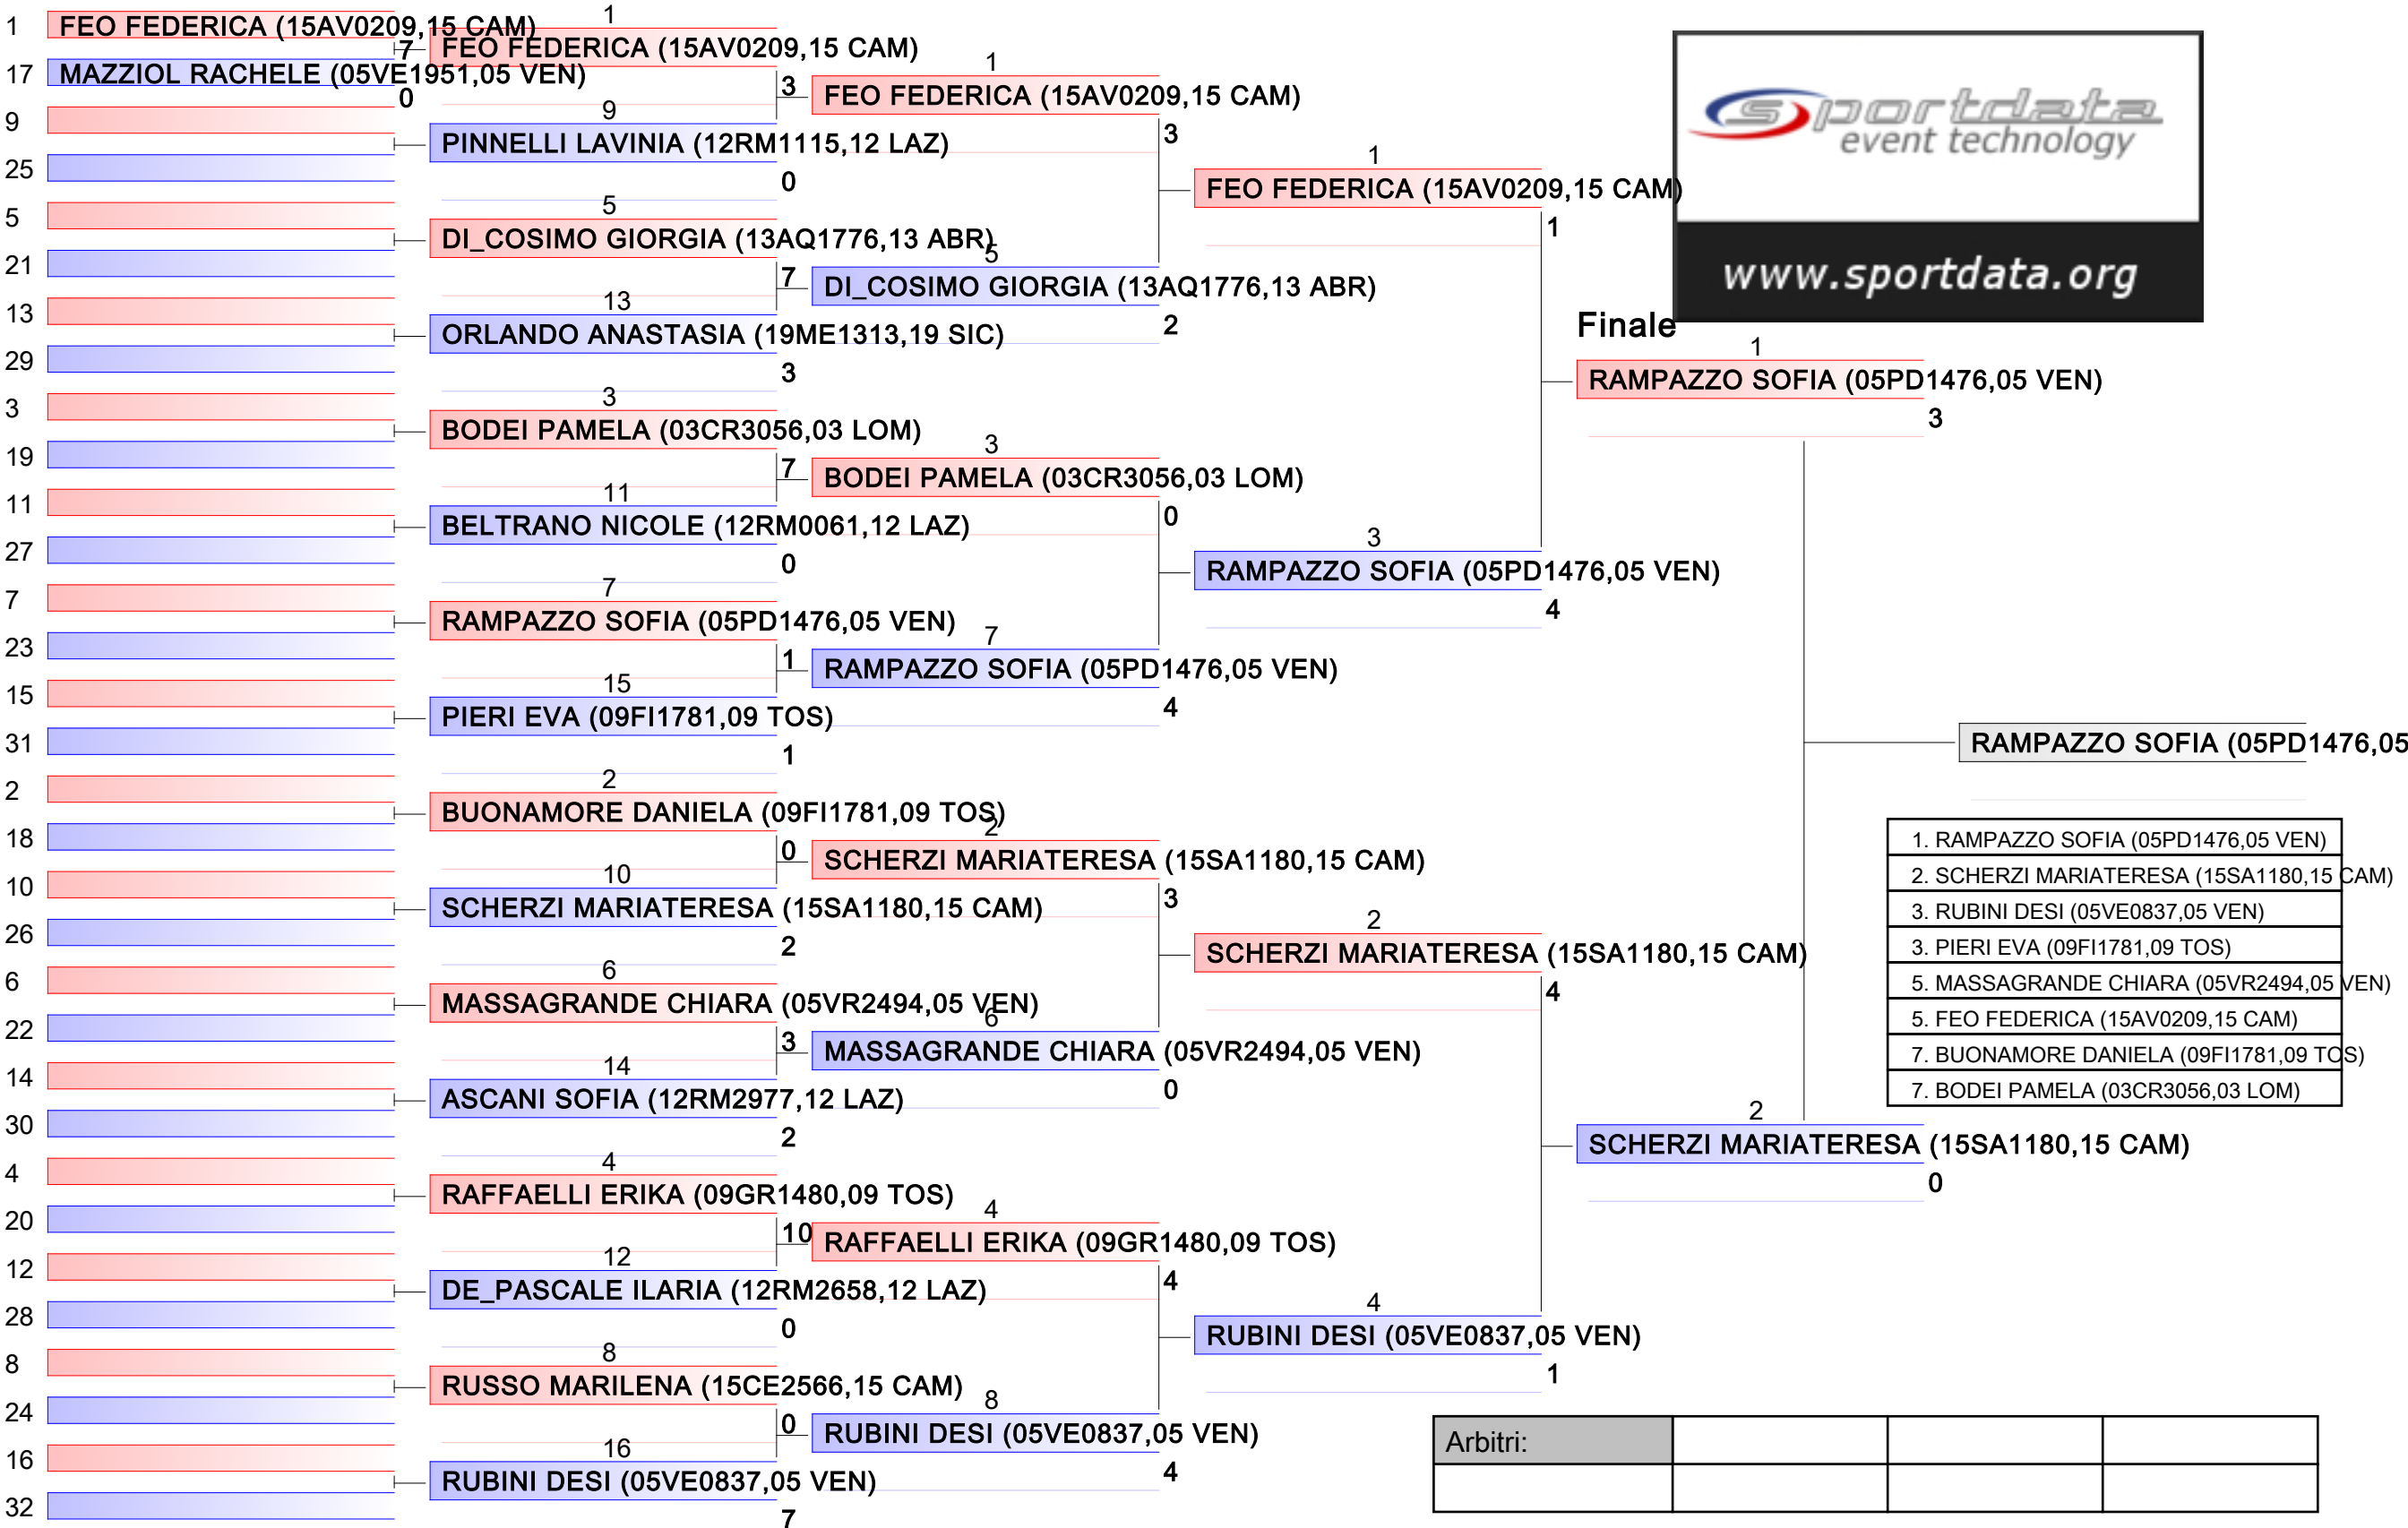 1
FEO FEDERICA (15AV0209,15 CAM)
7
17
MAZZIOL RACHELE (05VE1951,05 VEN)
0
9
25
5
21
13
29
3
19
11
27
7
23
15
31
2
18
10
26
6
22
14
30
4
20
12
28
8
24
16
32
1
FEO FEDERICA (15AV0209,15 CAM)
3
9
PINNELLI LAVINIA (12RM1115,12 LAZ)
0
5
DI_COSIMO GIORGIA (13AQ1776,13 ABR)
7
13
ORLANDO ANASTASIA (19ME1313,19 SIC)
3
3
BODEI PAMELA (03CR3056,03 LOM)
7
11
BELTRANO NICOLE (12RM0061,12 LAZ)
0
7
RAMPAZZO SOFIA (05PD1476,05 VEN)
1
15
PIERI EVA (09FI1781,09 TOS)
1
2
BUONAMORE DANIELA (09FI1781,09 TOS)
0
10
SCHERZI MARIATERESA (15SA1180,15 CAM)
2
6
MASSAGRANDE CHIARA (05VR2494,05 VEN)
3
14
ASCANI SOFIA (12RM2977,12 LAZ)
2
4
RAFFAELLI ERIKA (09GR1480,09 TOS)
10
12
DE_PASCALE ILARIA (12RM2658,12 LAZ)
0
8
RUSSO MARILENA (15CE2566,15 CAM)
0
16
RUBINI DESI (05VE0837,05 VEN)
7
1
FEO FEDERICA (15AV0209,15 CAM)
3
5
DI_COSIMO GIORGIA (13AQ1776,13 ABR)
2
3
BODEI PAMELA (03CR3056,03 LOM)
0
7
RAMPAZZO SOFIA (05PD1476,05 VEN)
4
2
SCHERZI MARIATERESA (15SA1180,15 CAM)
3
6
MASSAGRANDE CHIARA (05VR2494,05 VEN)
0
4
RAFFAELLI ERIKA (09GR1480,09 TOS)
4
8
RUBINI DESI (05VE0837,05 VEN)
4
1
FEO FEDERICA (15AV0209,15 CAM)
1
3
RAMPAZZO SOFIA (05PD1476,05 VEN)
4
2
SCHERZI MARIATERESA (15SA1180,15 CAM)
4
4
RUBINI DESI (05VE0837,05 VEN)
1
sportdata
event technology
www.sportdata.org
Finale
1
RAMPAZZO SOFIA (05PD1476,05 VEN)
3
2
SCHERZI MARIATERESA (15SA1180,15 CAM)
0
RAMPAZZO SOFIA (05PD1476,05
1. RAMPAZZO SOFIA (05PD1476,05 VEN)
2. SCHERZI MARIATERESA (15SA1180,15 CAM)
3. RUBINI DESI (05VE0837,05 VEN)
3. PIERI EVA (09FI1781,09 TOS)
5. MASSAGRANDE CHIARA (05VR2494,05 VEN)
5. FEO FEDERICA (15AV0209,15 CAM)
7. BUONAMORE DANIELA (09FI1781,09 TOS)
7. BODEI PAMELA (03CR3056,03 LOM)
Arbitri: